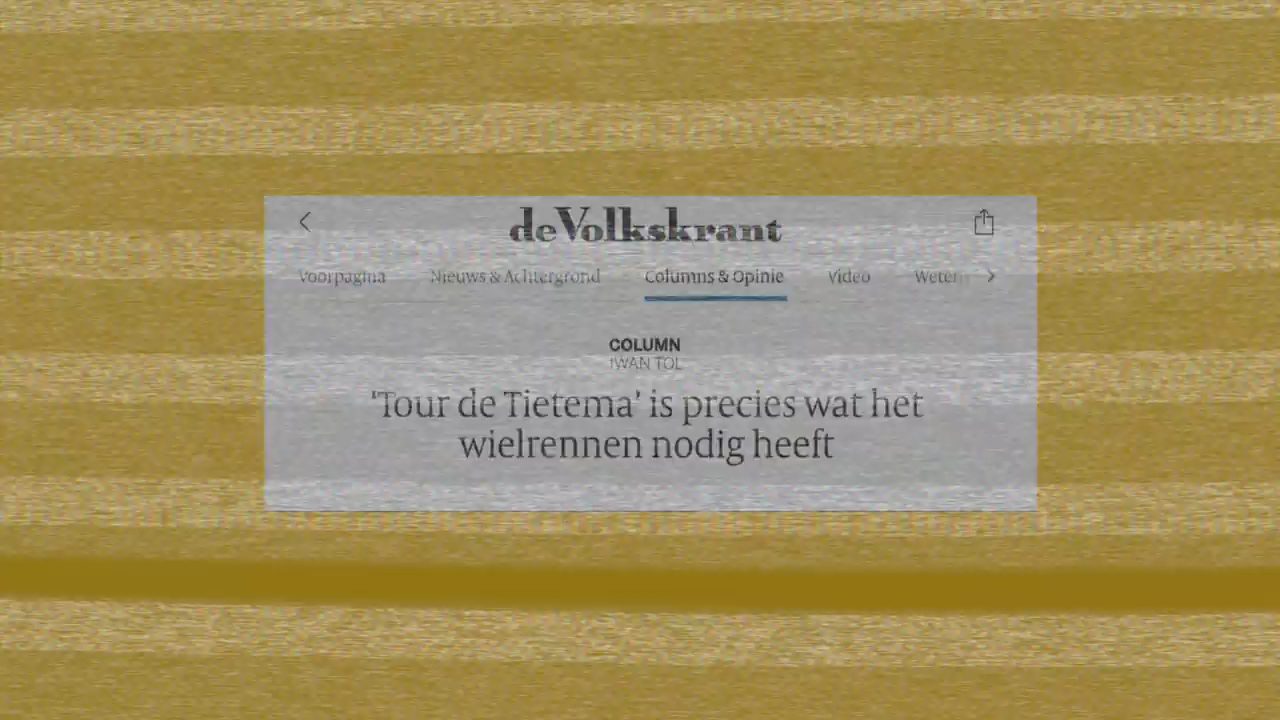 deVolkskrant
Voorpagina Nieuws & Achtergrond Columns & Opinie Video Weten
COLUMN
IWAN TOL
'Tour de Tietema' is precies wat het
wielrennen nodig heeft